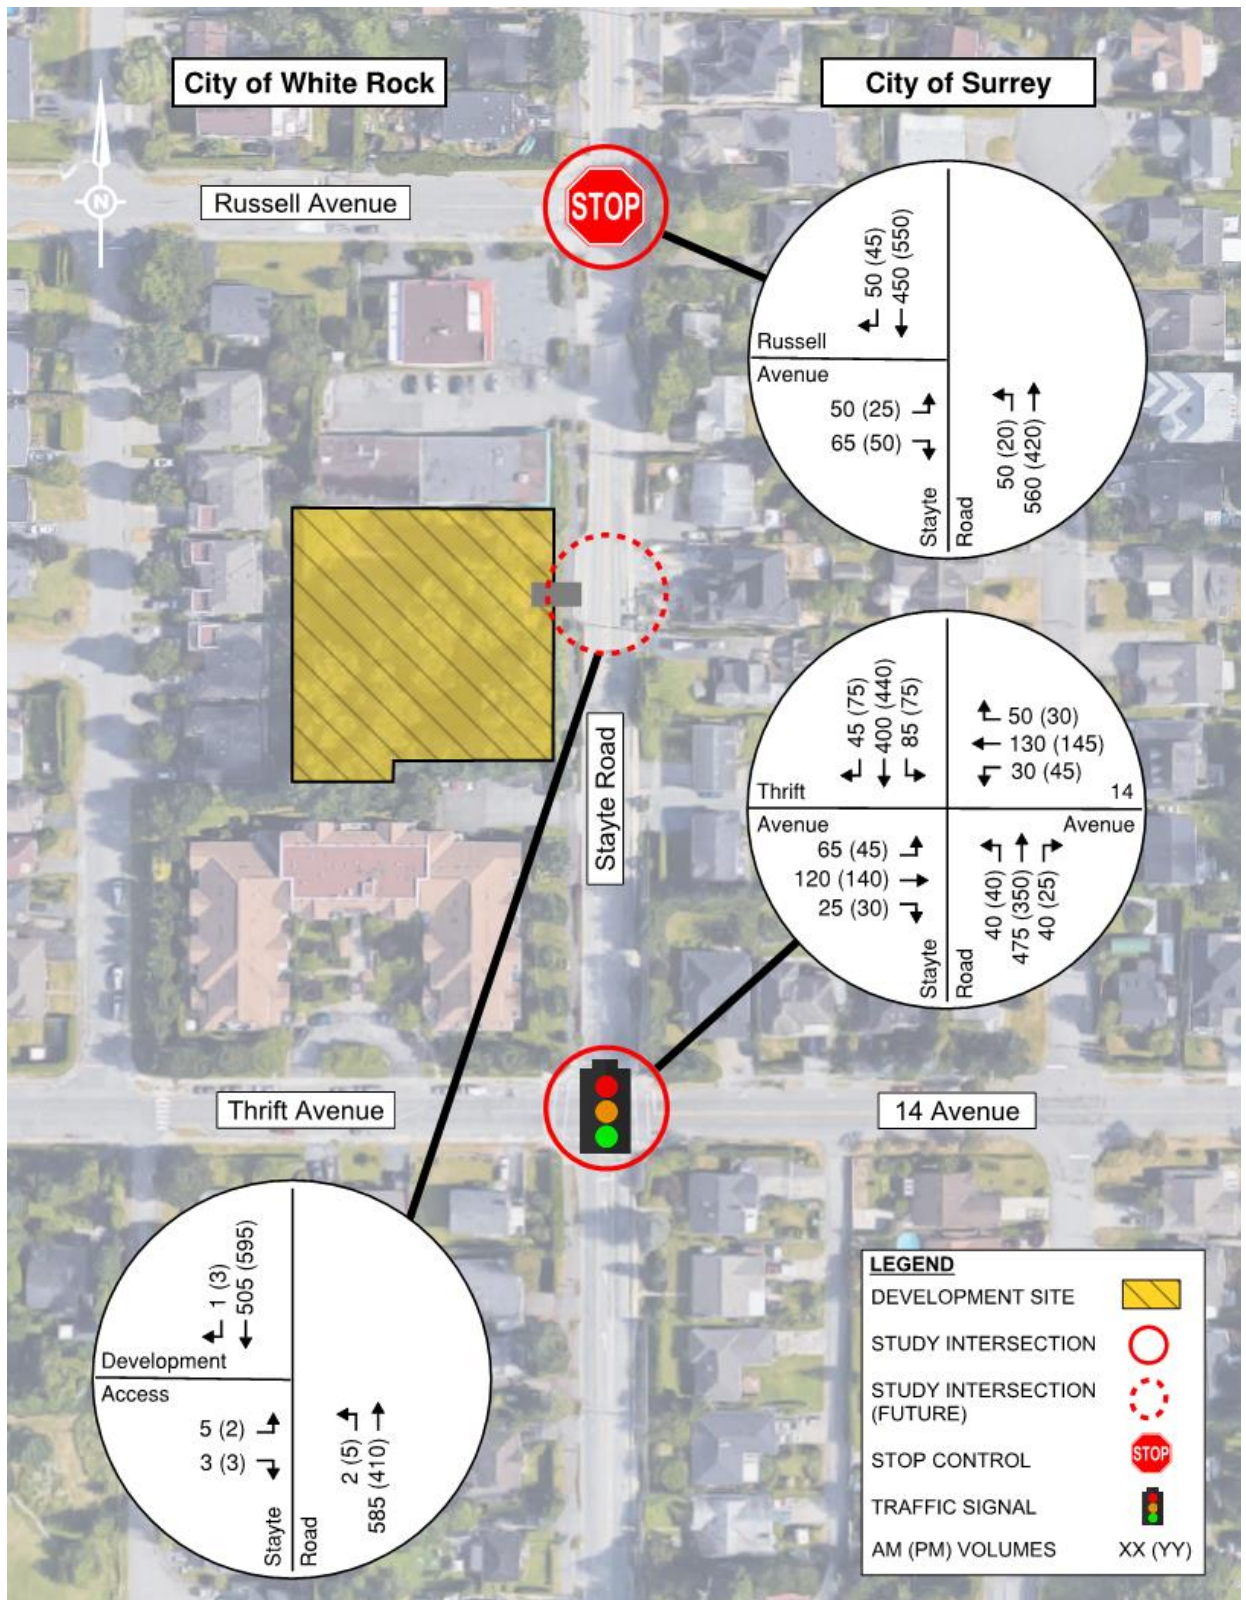 City of White Rock
City of Surrey
N
Russell Avenue
STOP
50 (45)
450 (550)
Russell
Avenue
50 (25)
65 (50)
50 (20)
560 (420)
Stayte
Road
Stayte Road
45 (75)
400 (440)
85 (75)
50 (30)
130 (145)
30 (45)
Thrift
14
Avenue
Avenue
65 (45)
120 (140)
25 (30)
40 (40)
475 (350)
40 (25)
Stayte
Road
Thrift Avenue
14 Avenue
1 (3)
505 (595)
Development
Access
5 (2)
3 (3)
2 (5)
585 (410)
Stayte
Road
LEGEND
DEVELOPMENT SITE
STUDY INTERSECTION
STUDY INTERSECTION
(FUTURE)
STOP CONTROL
STOP
TRAFFIC SIGNAL
AM (PM) VOLUMES XX (YY)